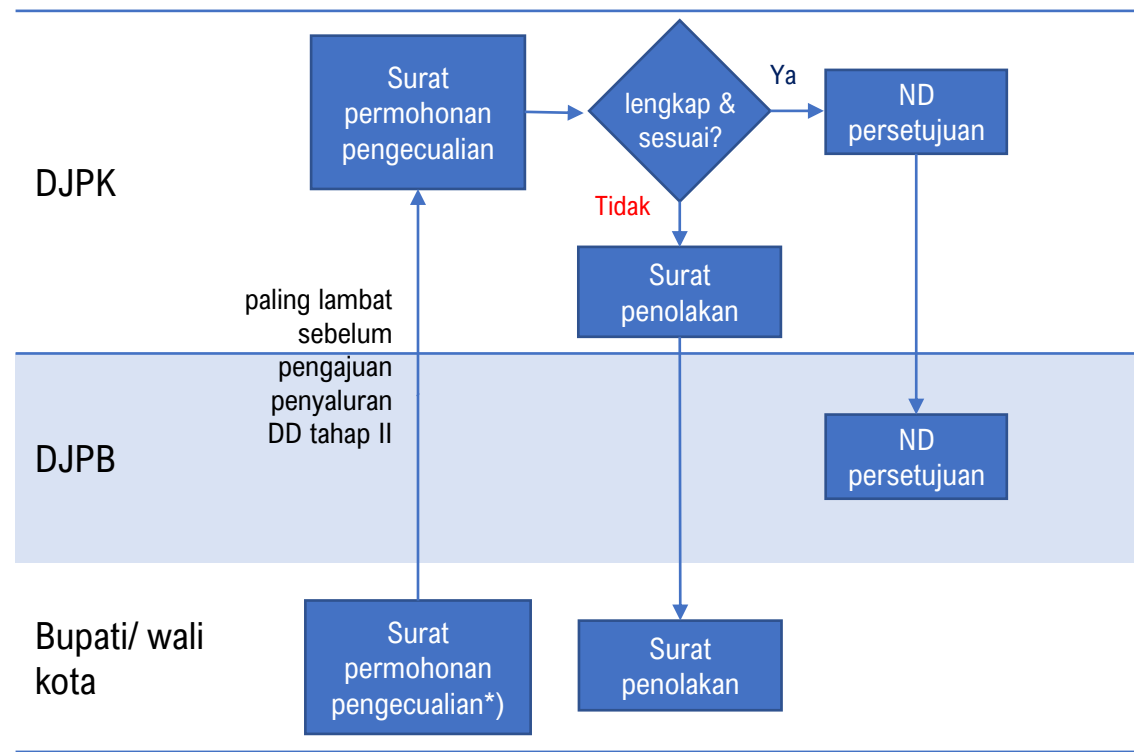 DJPK
Surat
permohonan
pengecualian
lengkap &
sesuai?
Ya
ND
persetujuan
Tidak
Surat
penolakan
paling lambat
sebelum
pengajuan
penyaluran
DD tahap II
DJPB
ND
persetujuan
Bupati/ wali
kota
Surat
permohonan
pengecualian*)
Surat
penolakan